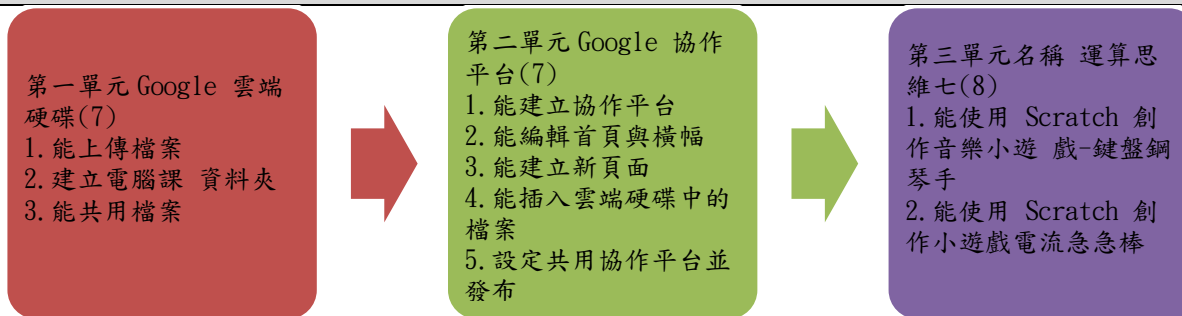 第一單元 Google 雲端
硬碟(7)
1.能上傳檔案
2.建立電腦課 資料夾
3.能共用檔案
第二單元 Google 協作
平台(7)
1.能建立協作平台
2.能編輯首頁與橫幅
3.能建立新頁面
4.能插入雲端硬碟中的
檔案
5.設定共用協作平台並
發布
第三單元名稱 運算思
維七(8)
1.能使用 Scratch 創
作音樂小遊 戲-鍵盤鋼
琴手
2.能使用 Scratch 創
作小遊戲電流急急棒